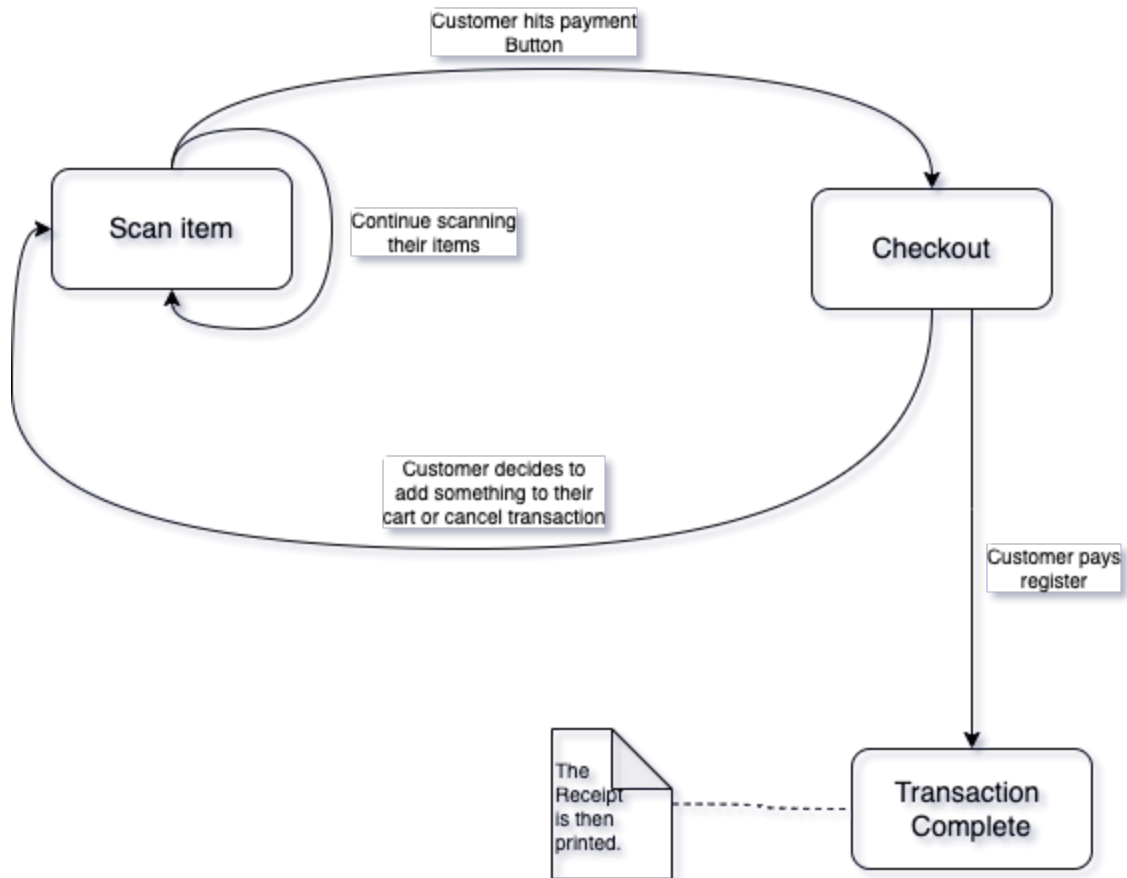 Customer hits payment
Button
Scan item
Continue scanning
their items
Checkout
Customer decides to
add something to their
cart or cancel transaction
Customer pays
register
The
Receipt
is then
printed.
Transaction
Complete